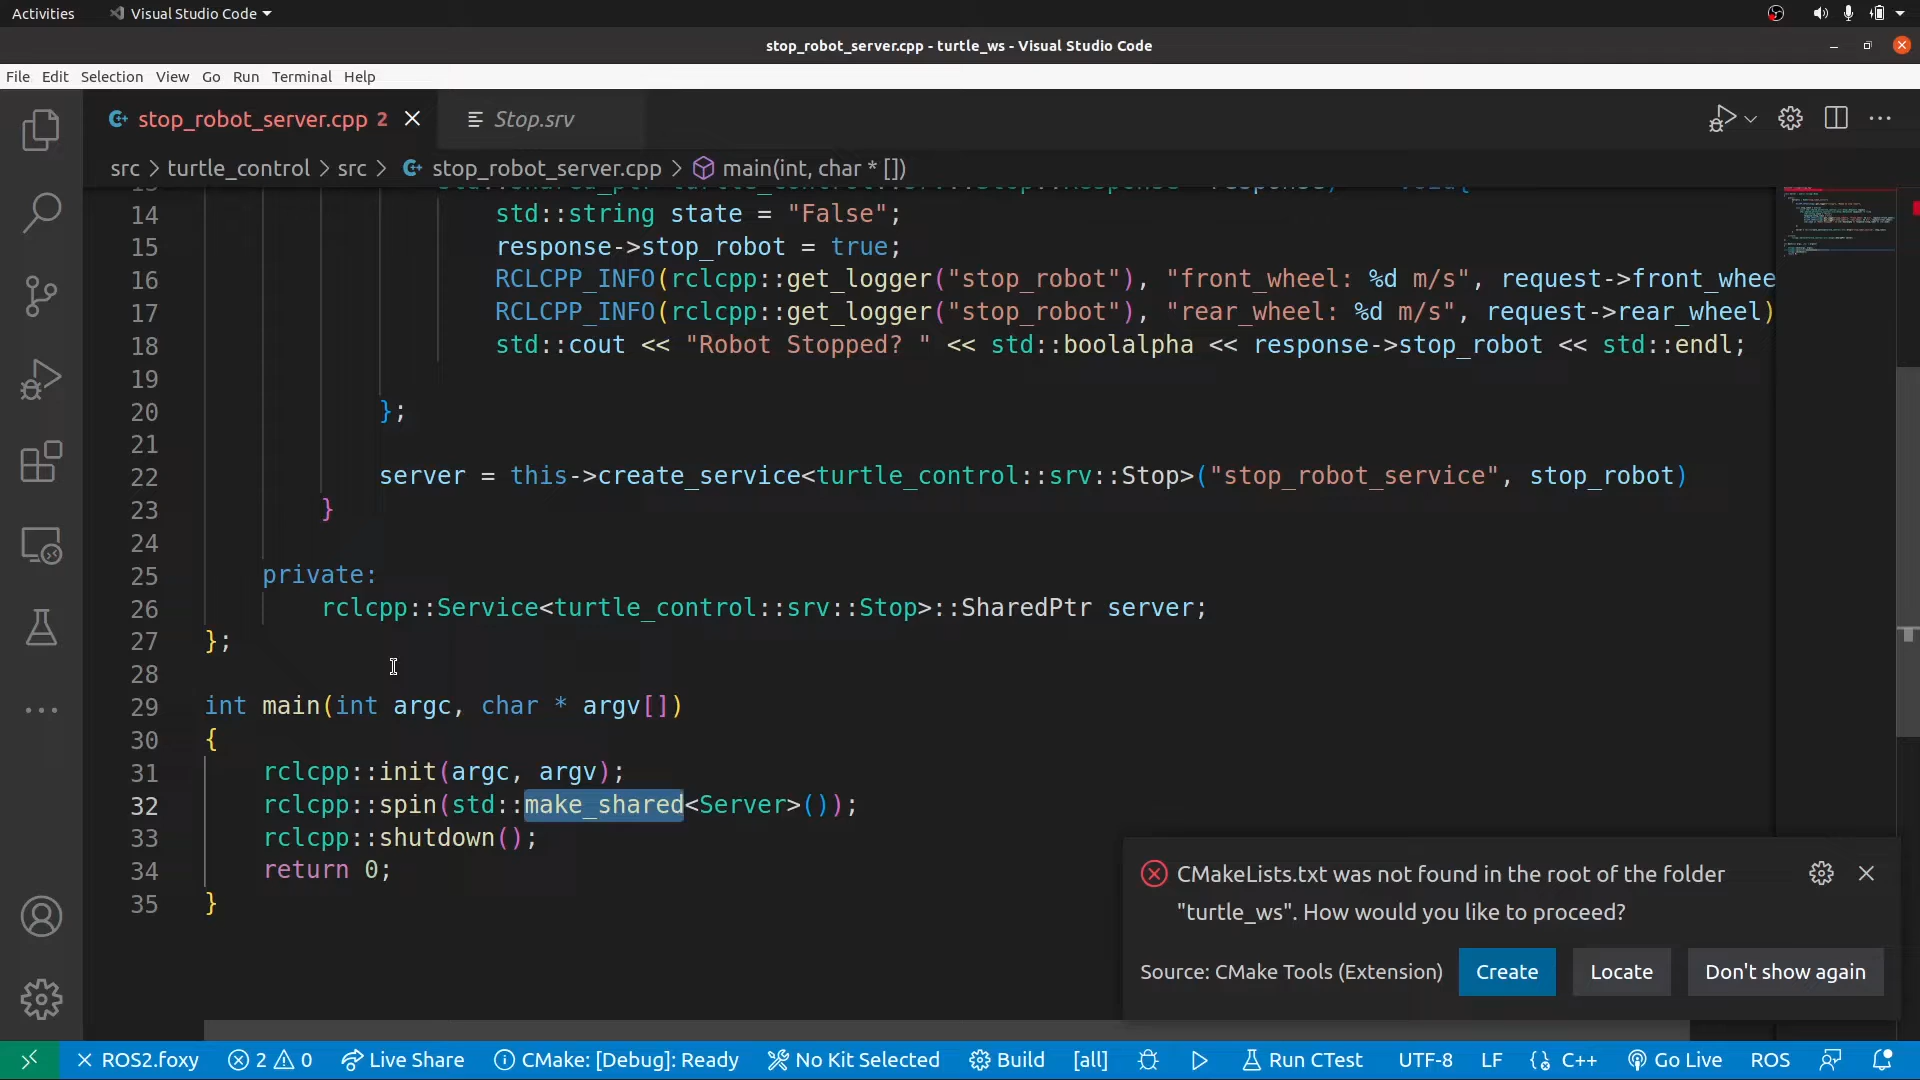 Activities
Visual Studio Code
stop_robot_server.cpp - turtle_ws - Visual Studio Code
File Edit Selection View Go Run Terminal Help
stop_robot_server.cpp 2
Stop.srv
src > turtle_control > src > stop_robot_server.cpp > main(int, char * [])
14 std::string state = "False";
15 response->stop_robot = true;
16 RCLCPP_INFO(rclcpp::get_logger("stop_robot"), "front_wheel: %d m/s", request->front_whee
17 RCLCPP_INFO(rclcpp::get_logger("stop_robot"), "rear_wheel: %d m/s", request->rear_wheel)
18 std::cout << "Robot Stopped? " << std::boolalpha << response->stop_robot << std::endl;
19
20 };
21
22 server = this->create_service<turtle_control::srv::Stop>("stop_robot_service", stop_robot)
23 }
24
25 private:
26 rclcpp::Service<turtle_control::srv::Stop>::SharedPtr server;
27 };
28
29 int main(int argc, char * argv[])
30 {
31 rclcpp::init(argc, argv);
32 rclcpp::spin(std::make_shared<Server>());
33 rclcpp::shutdown();
34 return 0;
35 }
CMakeLists.txt was not found in the root of the folder
"turtle_ws". How would you like to proceed?
Source: CMake Tools (Extension)
Create
Locate
Don't show again
ROS2.foxy 2 0 Live Share CMake: [Debug]: Ready No Kit Selected Build [all] Run CTest UTF-8 LF C++ Go Live ROS